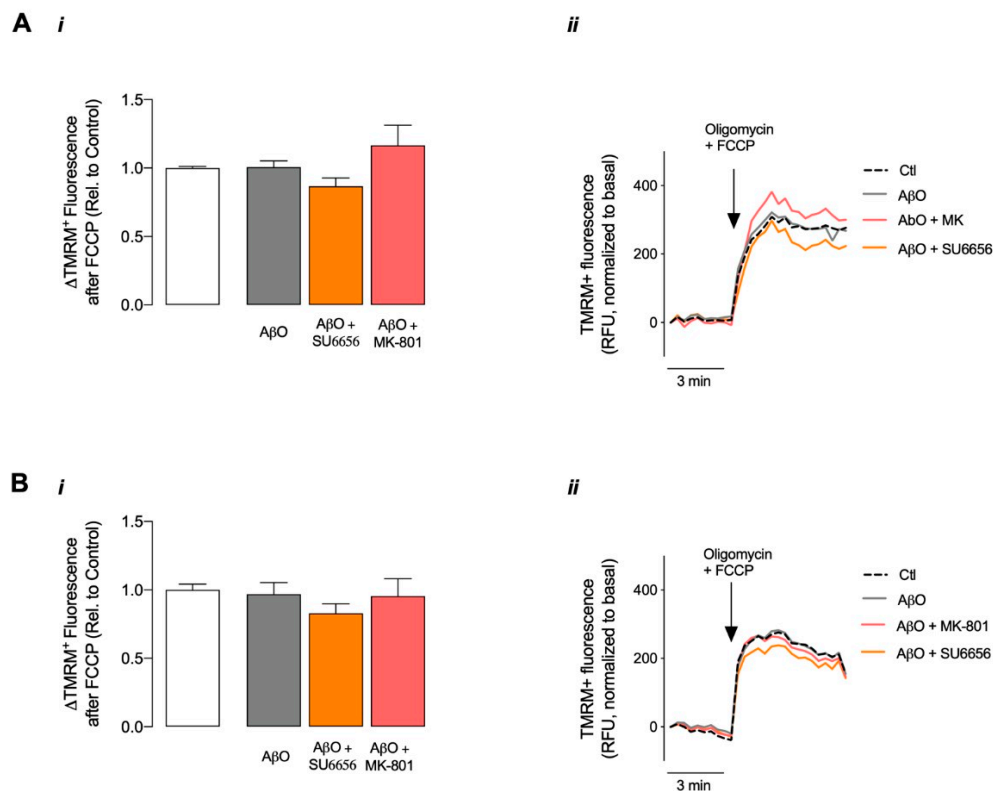 A i ii
ΔTMRM+ Fluorescence
after FCCP (Rel. to Control)
1.5
1.0
0.5
0.0
AβO
AβO +
SU6656
AβO +
MK-801
Oligomycin
+ FCCP
TMRM+ fluorescence
(RFU, normalized to basal)
400
200
0
3 min
Ctl
AβO
AbO + MK
AβO + SU6656
B i ii
ΔTMRM+ Fluorescence
after FCCP (Rel. to Control)
1.5
1.0
0.5
0.0
AβO
AβO +
SU6656
AβO +
MK-801
Oligomycin
+ FCCP
TMRM+ fluorescence
(RFU, normalized to basal)
400
200
0
3 min
Ctl
AβO
AβO + MK-801
AβO + SU6656